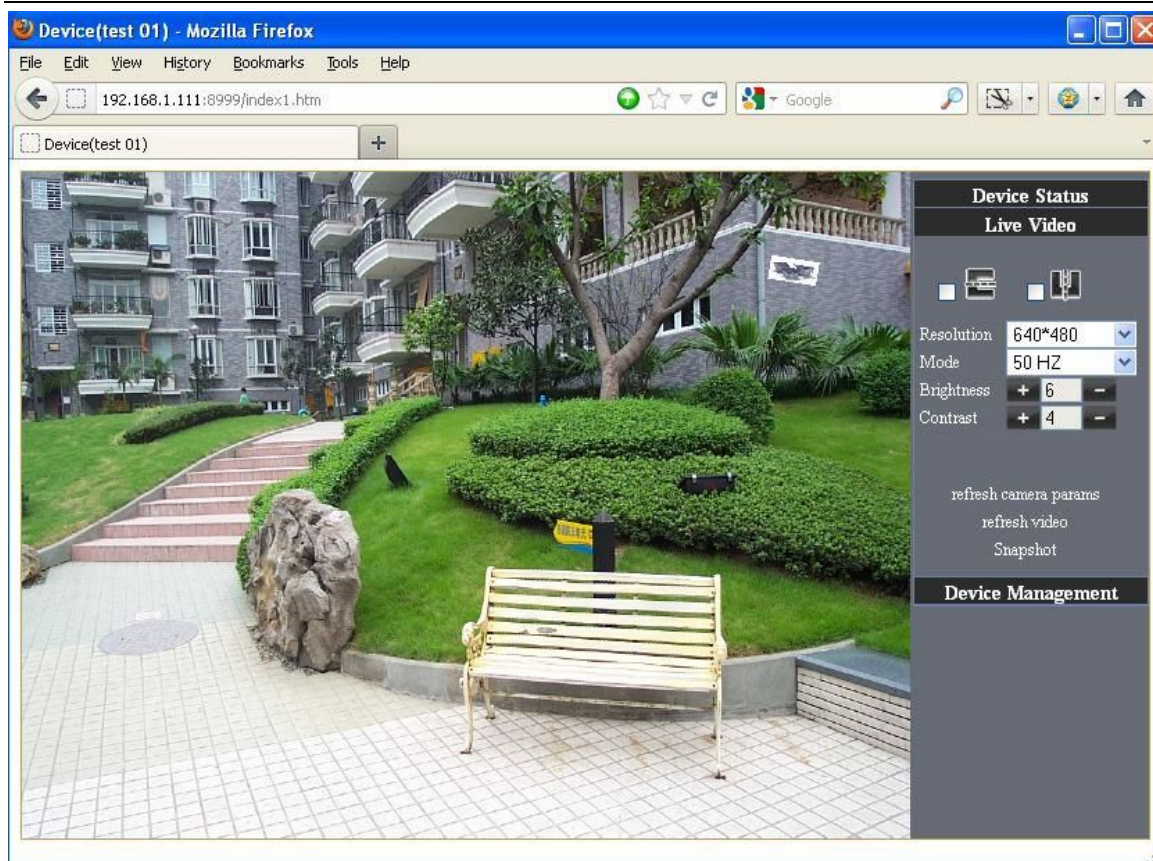 Device(test 01) - Mozilla Firefox
File Edit View History Bookmarks Tools Help
192.168.1.111:8999/index1.htm
Google
Device(test 01)
Device Status
Live Video
Resolution 640*480
Mode 50 HZ
Brightness + 6 -
Contrast + 4 -
refresh camera params
refresh video
Snapshot
Device Management